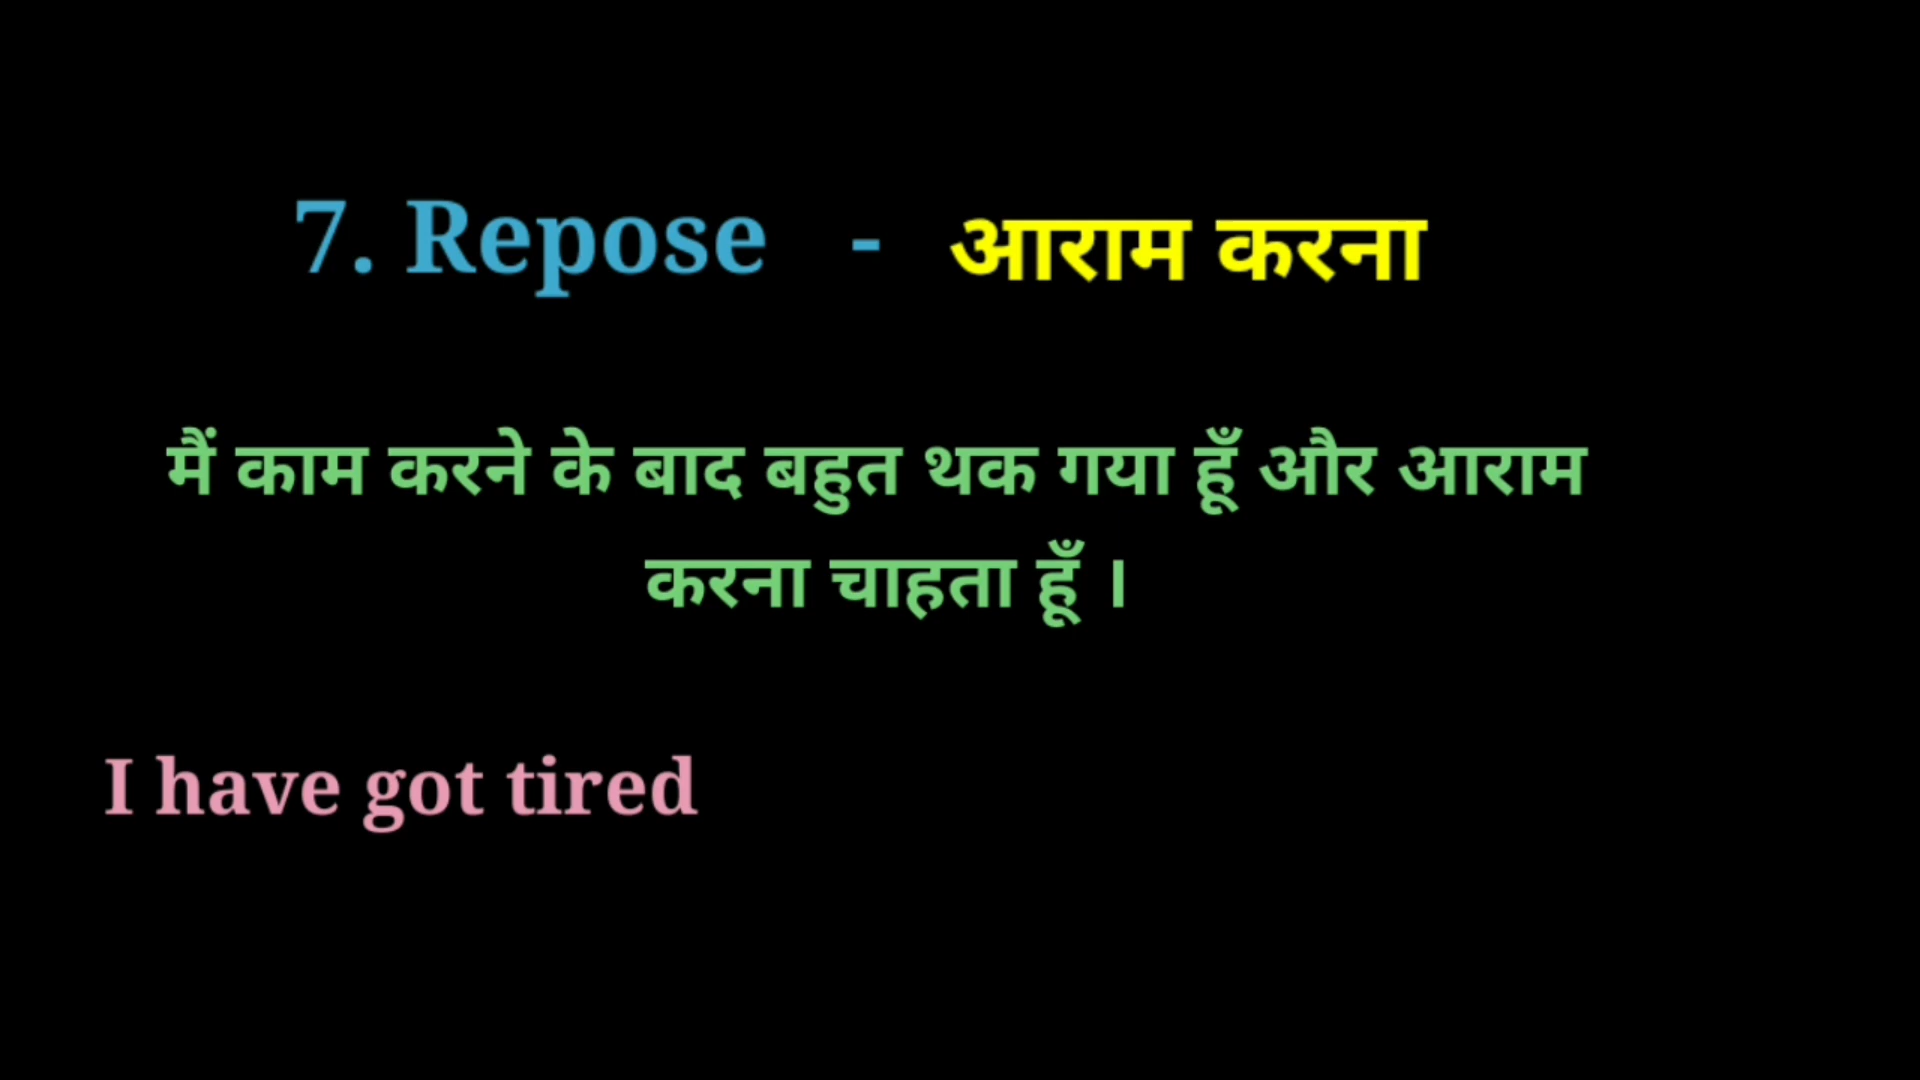 7. Repose - आराम करना
मैं काम करने के बाद बहुत थक गया हूँ और आराम
करना चाहता हूँ ।
I have got tired